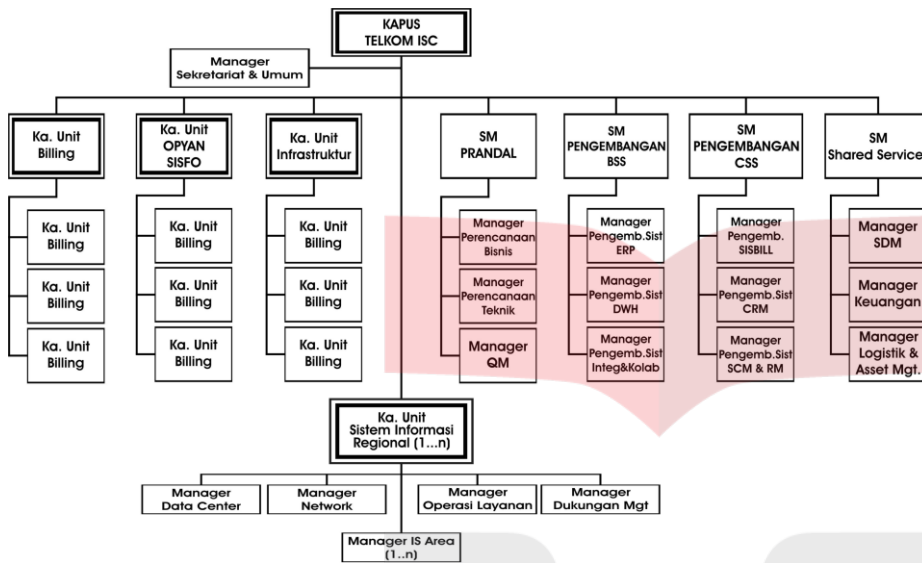 KAPUS
TELKOM ISC
Manager
Sekretariat & Umum
Ka. Unit
Billing
Ka. Unit
OPYAN
SISFO
Ka. Unit
Infrastruktur
SM
PRANDAL
SM
PENGEMBANGAN
BSS
SM
PENGEMBANGAN
CSS
SM
Shared Service
Ka. Unit
Billing
Ka. Unit
Billing
Ka. Unit
Billing
Manager
Perencanaan
Bisnis
Manager
Pengemb.Sist
ERP
Manager
Pengemb.
SISBILL
Manager
SDM
Ka. Unit
Billing
Ka. Unit
Billing
Ka. Unit
Billing
Manager
Perencanaan
Teknik
Manager
Pengemb.Sist
DWH
Manager
Pengemb.Sist
CRM
Manager
Keuangan
Ka. Unit
Billing
Ka. Unit
Billing
Ka. Unit
Billing
Manager
QM
Manager
Pengemb.Sist
Integ&Kolab
Manager
Pengemb.Sist
SCM & RM
Manager
Logistik &
Asset Mgt.
Ka. Unit
Sistem Informasi
Regional (1...n)
Manager
Data Center
Manager
Network
Manager
Operasi Layanan
Manager
Dukungan Mgt
Manager IS Area
(1..n)